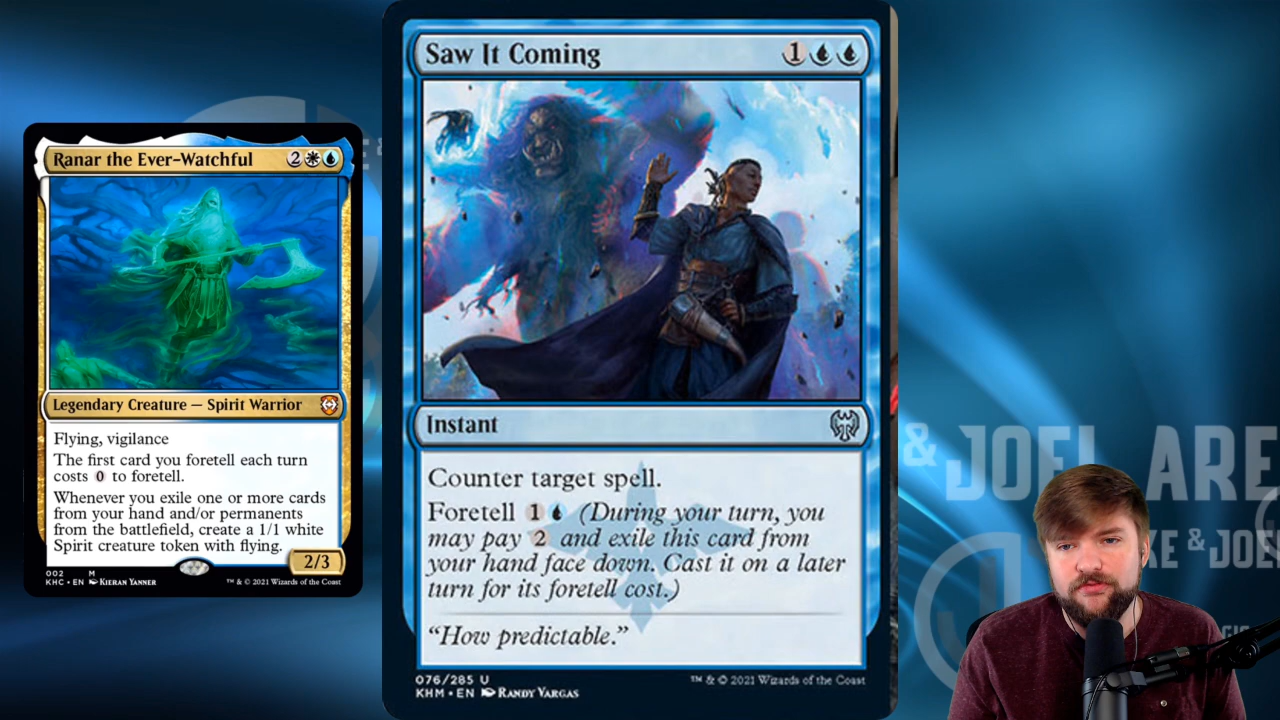 Ranar the Ever-Watchful 2
Legendary Creature — Spirit Warrior
Flying, vigilance
The first card you foretell each turn
costs 0 to foretell.
Whenever you exile one or more cards
from your hand and/or permanents
from the battlefield, create a 1/1 white
Spirit creature token with flying.
2/3
002 M
KHC • EN KIERAN YANNER
™ & © 2021 Wizards of the Coast
Saw It Coming 1
Instant
Counter target spell.
Foretell 1 (During your turn, you
may pay 2 and exile this card from
your hand face down. Cast it on a later
turn for its foretell cost.)
“How predictable.”
076/285 U
KHM • EN RANDY VARGAS
™ & © 2021 Wizards of the Coast
& JOEL ARE
KE & JOEL